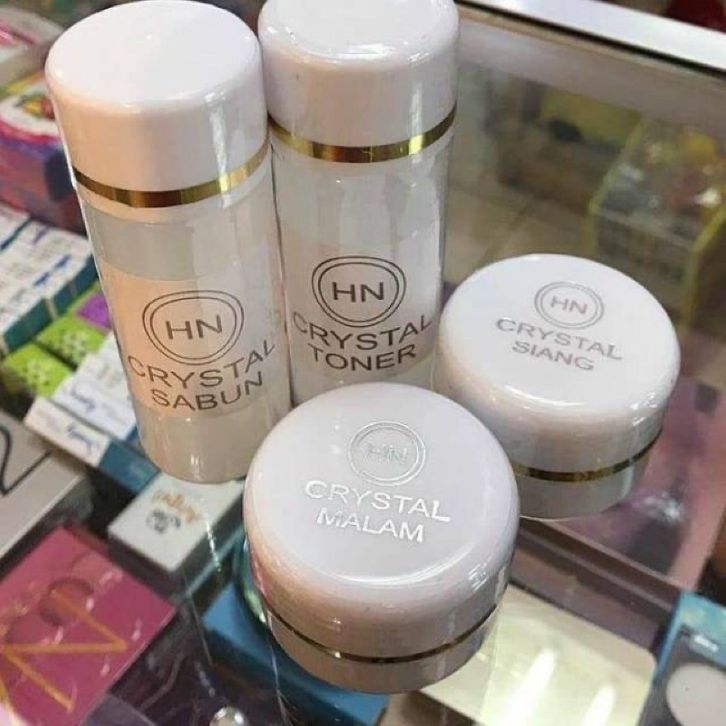 HN
CRYSTAL
SABUN
HN
CRYSTAL
TONER
HN
CRYSTAL
SIANG
HN
CRYSTAL
MALAM